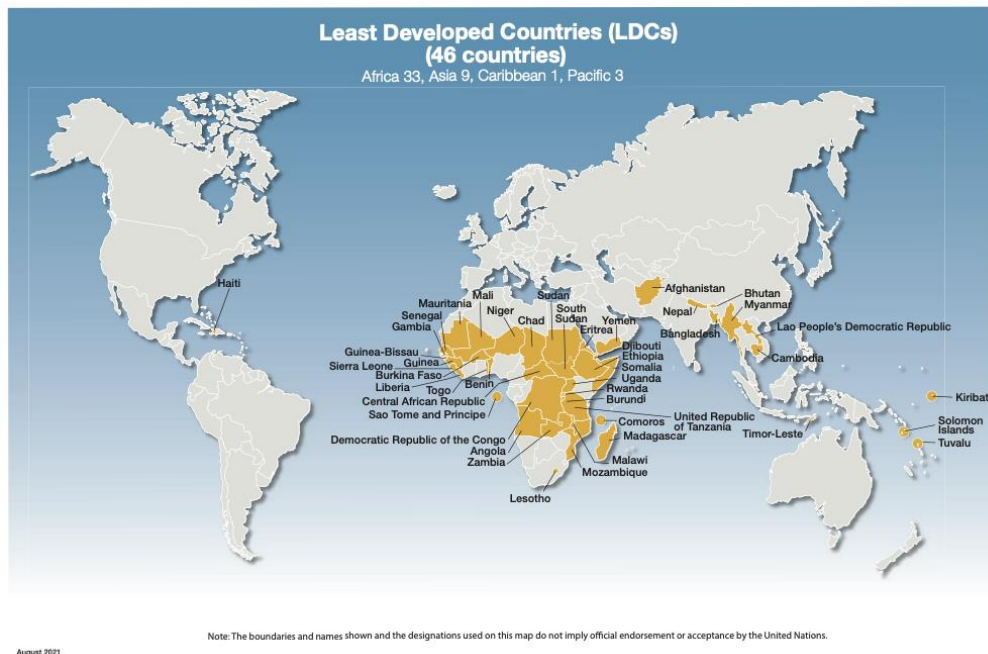 Least Developed Countries (LDCs)
(46 countries)
Africa 33, Asia 9, Caribbean 1, Pacific 3
Haiti
Mali
Sudan
Mauritania
Niger
South
Sudan
Yemen
Senegal
Chad
Eritrea
Gambia
Djibouti
Guinea-Bissau
Ethiopia
Guinea
Sierra Leone
Somalia
Burkina Faso
Uganda
Liberia
Benin
Togo
Rwanda
Central African Republic
Burundi
Sao Tome and Principe
United Republic
of Tanzania
Comoros
Madagascar
Democratic Republic of the Congo
Angola
Zambia
Malawi
Mozambique
Lesotho
Afghanistan
Bhutan
Nepal
Myanmar
Bangladesh
Lao People's Democratic Republic
Cambodia
Timor-Leste
Kiribat
Solomon
Islands
Tuvalu
Note: The boundaries and names shown and the designations used on this map do not imply official endorsement or acceptance by the United Nations.
August 2021